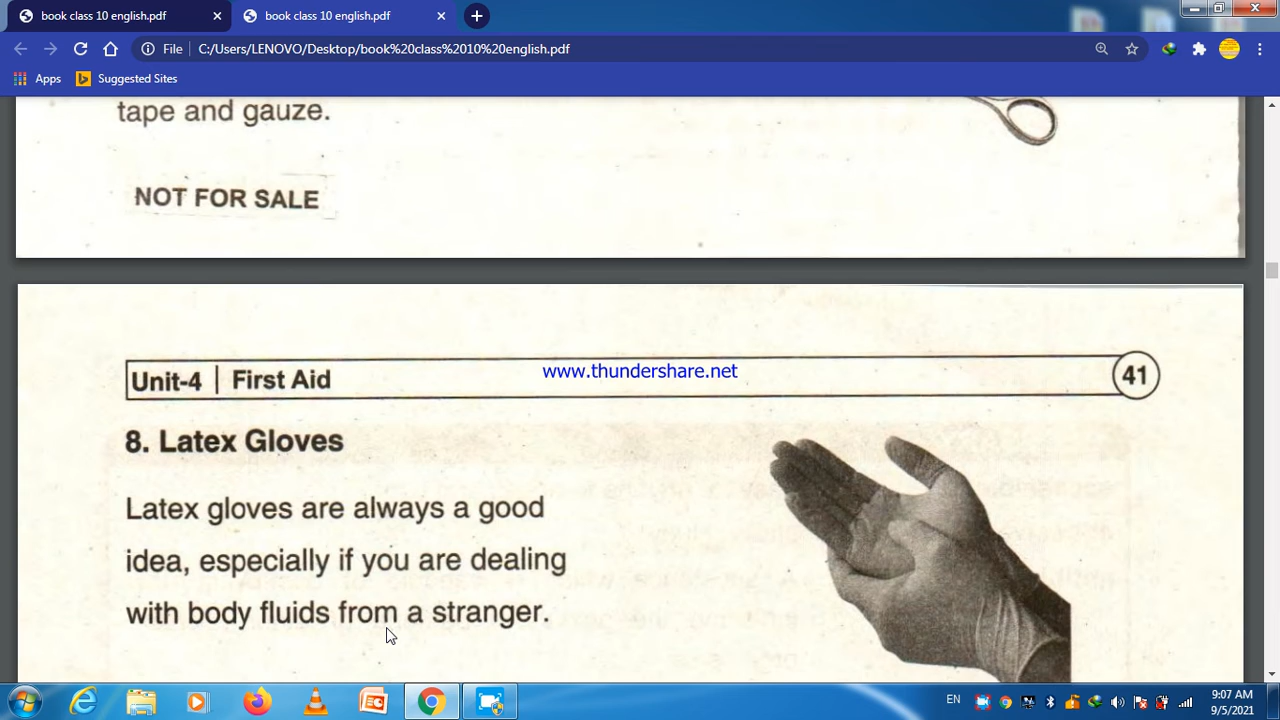 book class 10 english.pdf
book class 10 english.pdf
File
C:/Users/LENOVO/Desktop/book%20class%2010%20english.pdf
Apps
Suggested Sites
tape and gauze.
NOT FOR SALE
Unit-4 | First Aid
www.thundershare.net
41
8. Latex Gloves
Latex gloves are always a good
idea, especially if you are dealing
with body fluids from a stranger.
EN
9:07 AM
9/5/2021